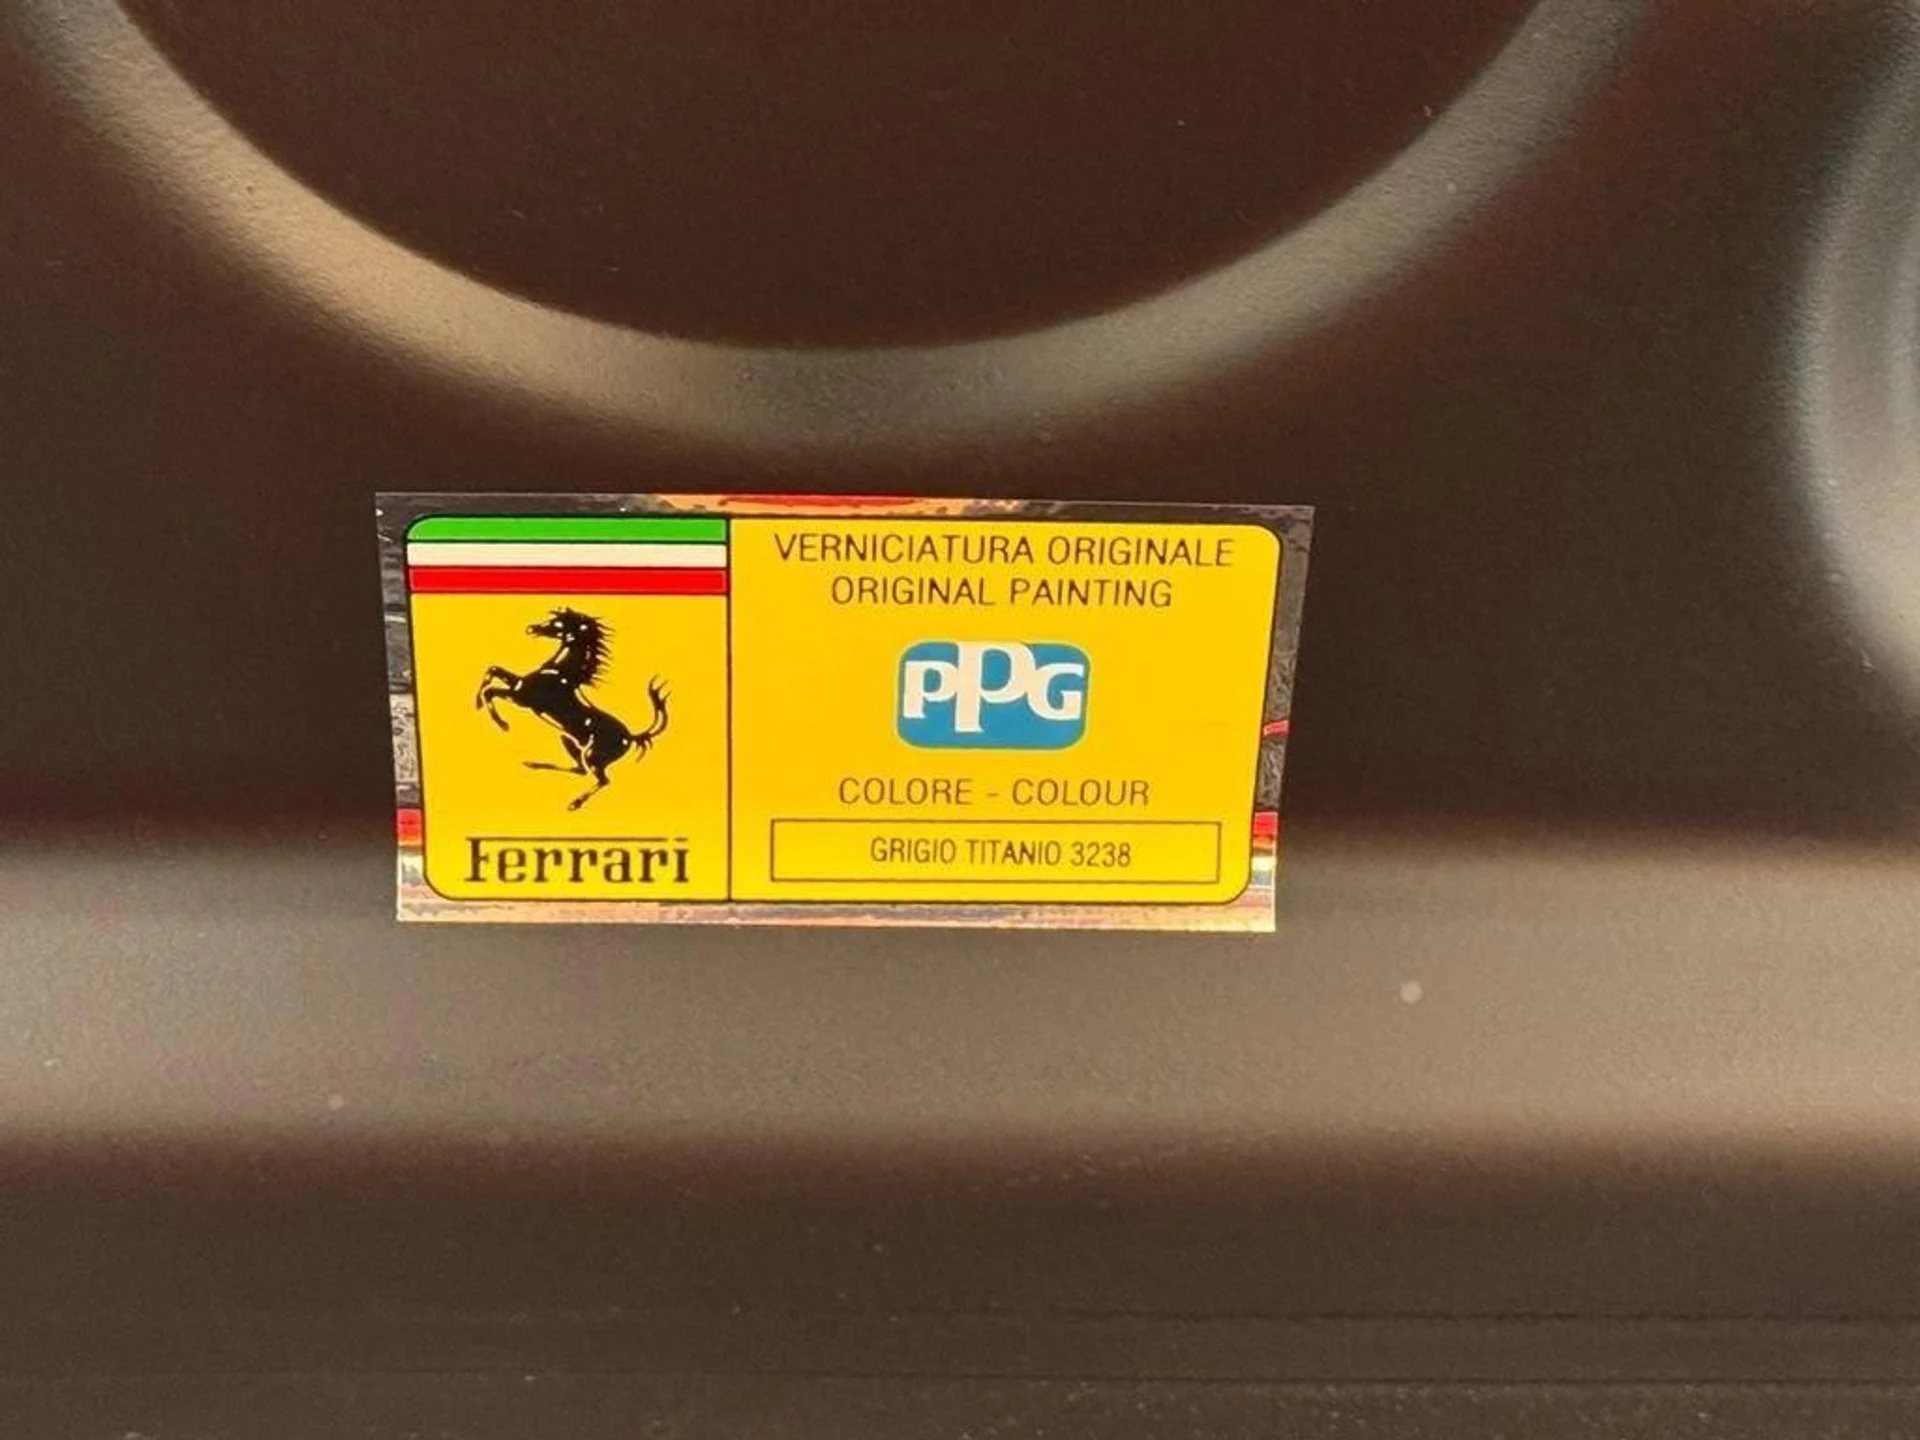 VERNICIATURA ORIGINALE
ORIGINAL PAINTING
PPG
COLORE - COLOUR
GRIGIO TITANIO 3238
Ferrari